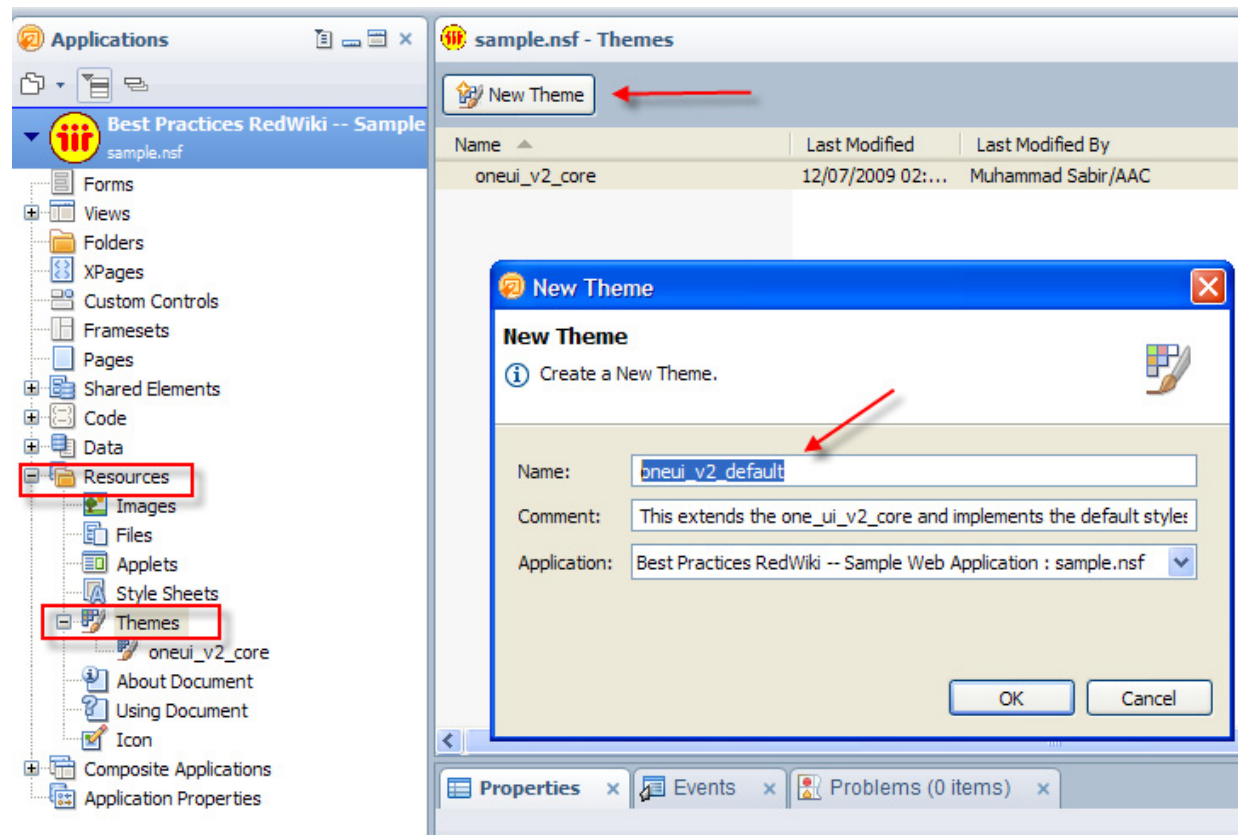 Applications
Best Practices RedWiki -- Sample
sample.nsf
Forms
Views
Folders
XPages
Custom Controls
Framesets
Pages
Shared Elements
Code
Data
Resources
Images
Files
Applets
Style Sheets
Themes
oneui_v2_core
About Document
Using Document
Icon
Composite Applications
Application Properties
sample.nsf - Themes
New Theme
Name Last Modified Last Modified By
oneui_v2_core 12/07/2009 02:... Muhammad Sabir/AAC
New Theme
New Theme
Create a New Theme.
Name: oneui_v2_default
Comment: This extends the one_ui_v2_core and implements the default styles
Application: Best Practices RedWiki -- Sample Web Application : sample.nsf
OK Cancel
Properties Events Problems (0 items)